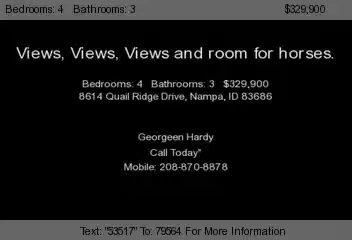 Bedrooms: 4 Bathrooms: 3 $329,900
Views, Views, Views and room for horses.
Bedrooms: 4 Bathrooms: 3 $329,900
8614 Quail Ridge Drive, Nampa, ID 83686
Georgeen Hardy
Call Today"
Mobile: 208-870-8878
Text: "53517" To: 79564 For More Information